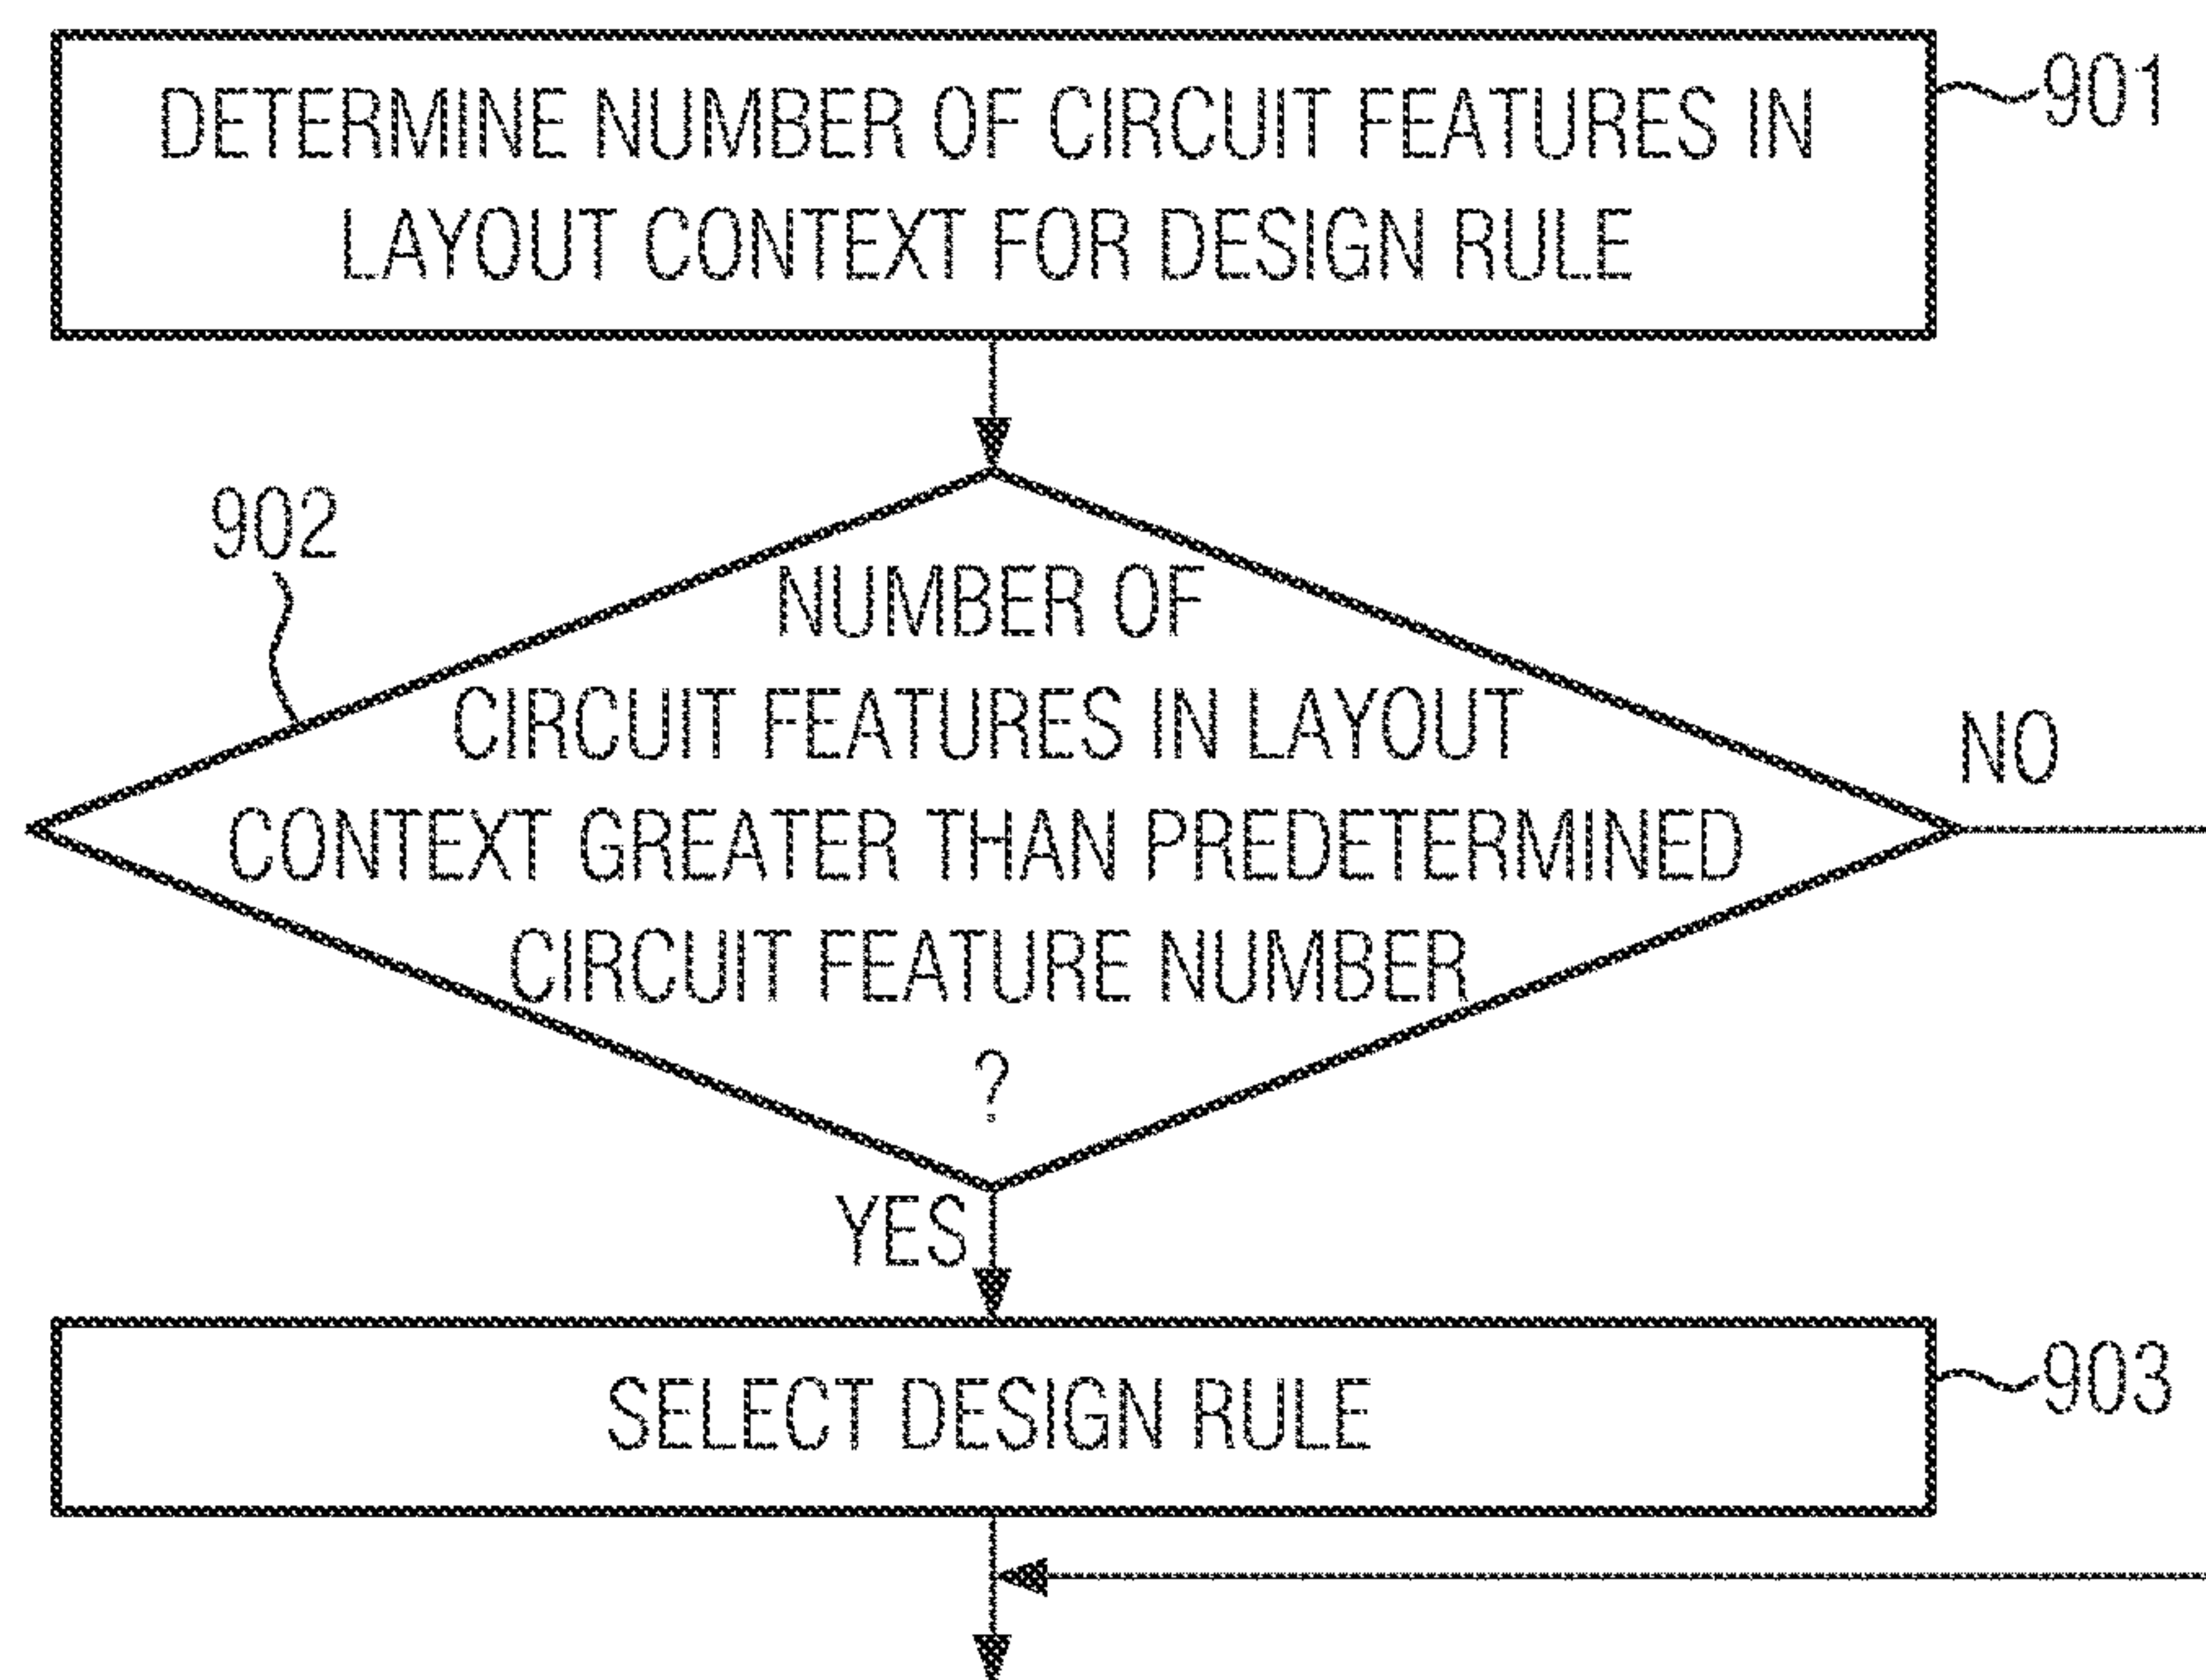 DETERMINE NUMBER OF CIRCUIT FEATURES IN
LAYOUT CONTEXT FOR DESIGN RULE
901
902
NUMBER OF
CIRCUIT FEATURES IN LAYOUT
CONTEXT GREATER THAN PREDETERMINED
CIRCUIT FEATURE NUMBER
?
NO
YES
SELECT DESIGN RULE
903